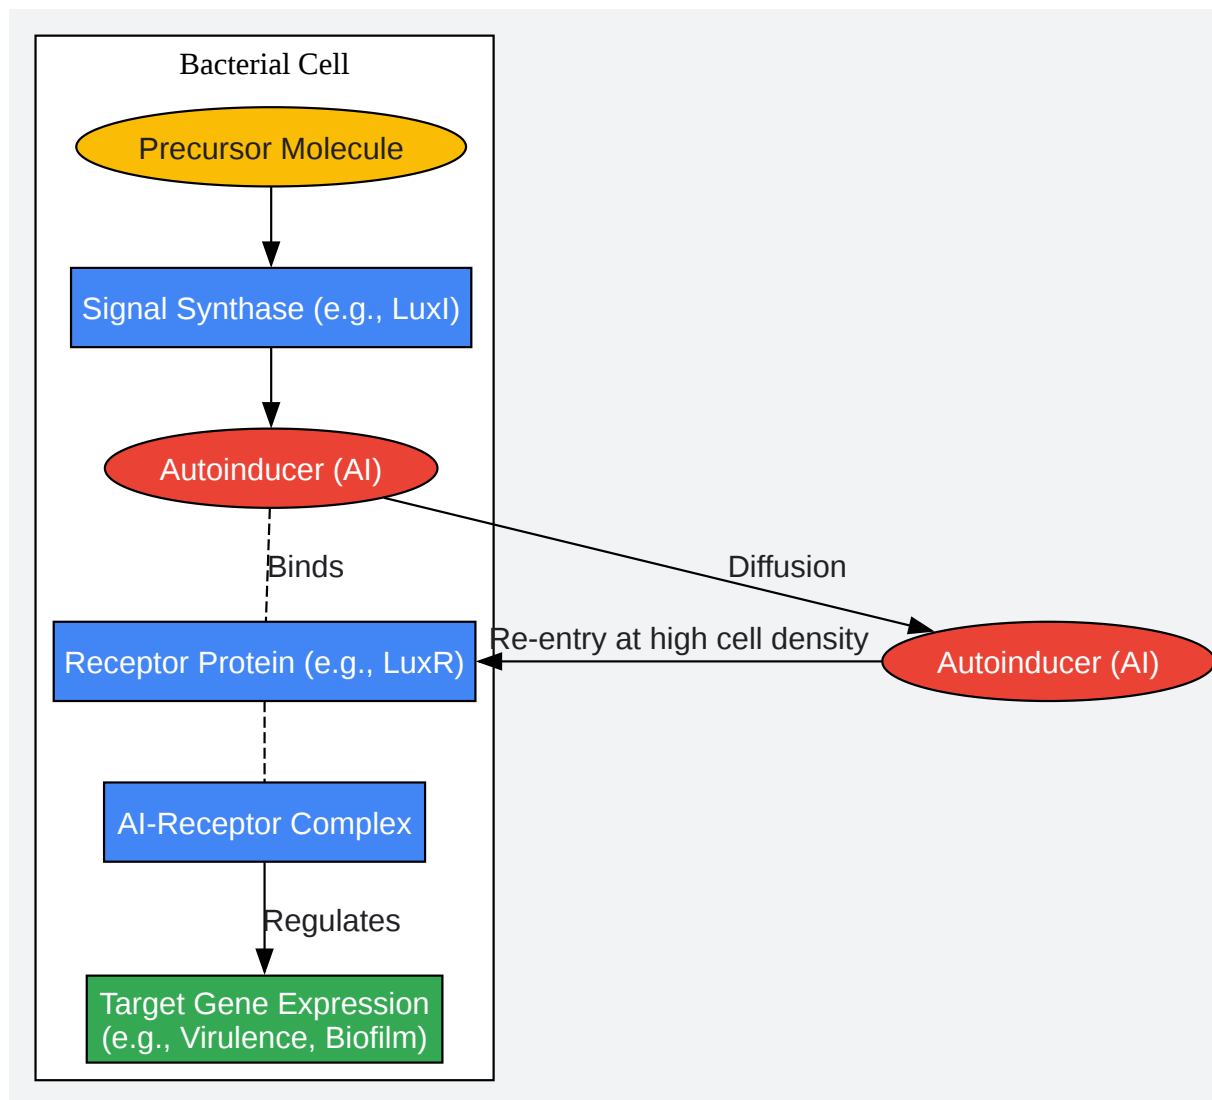 Bacterial Cell
Precursor Molecule
Signal Synthase (e.g., LuxI)
Autoinducer (AI)
Binds
Diffusion
Re-entry at high cell density
Receptor Protein (e.g., LuxR)
Autoinducer (AI)
AI-Receptor Complex
Regulates
Target Gene Expression
(e.g., Virulence, Biofilm)